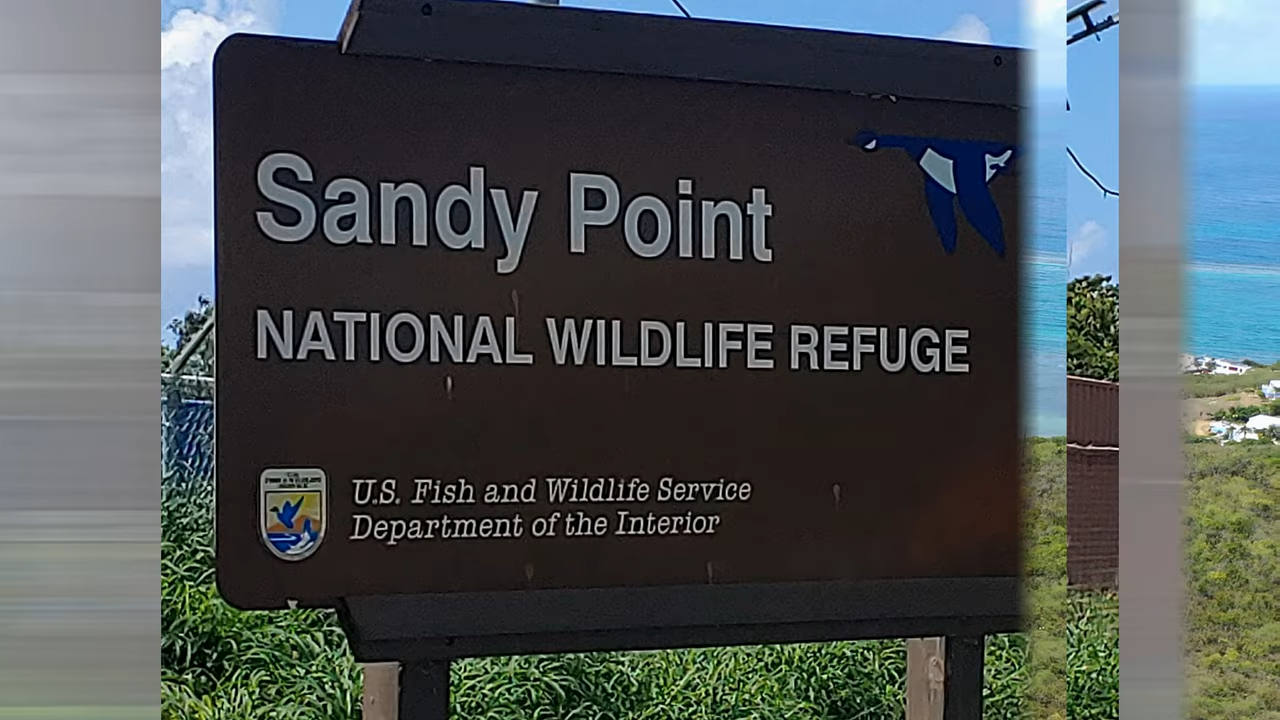 Sandy Point
NATIONAL WILDLIFE REFUGE
U.S. Fish and Wildlife Service
Department of the Interior